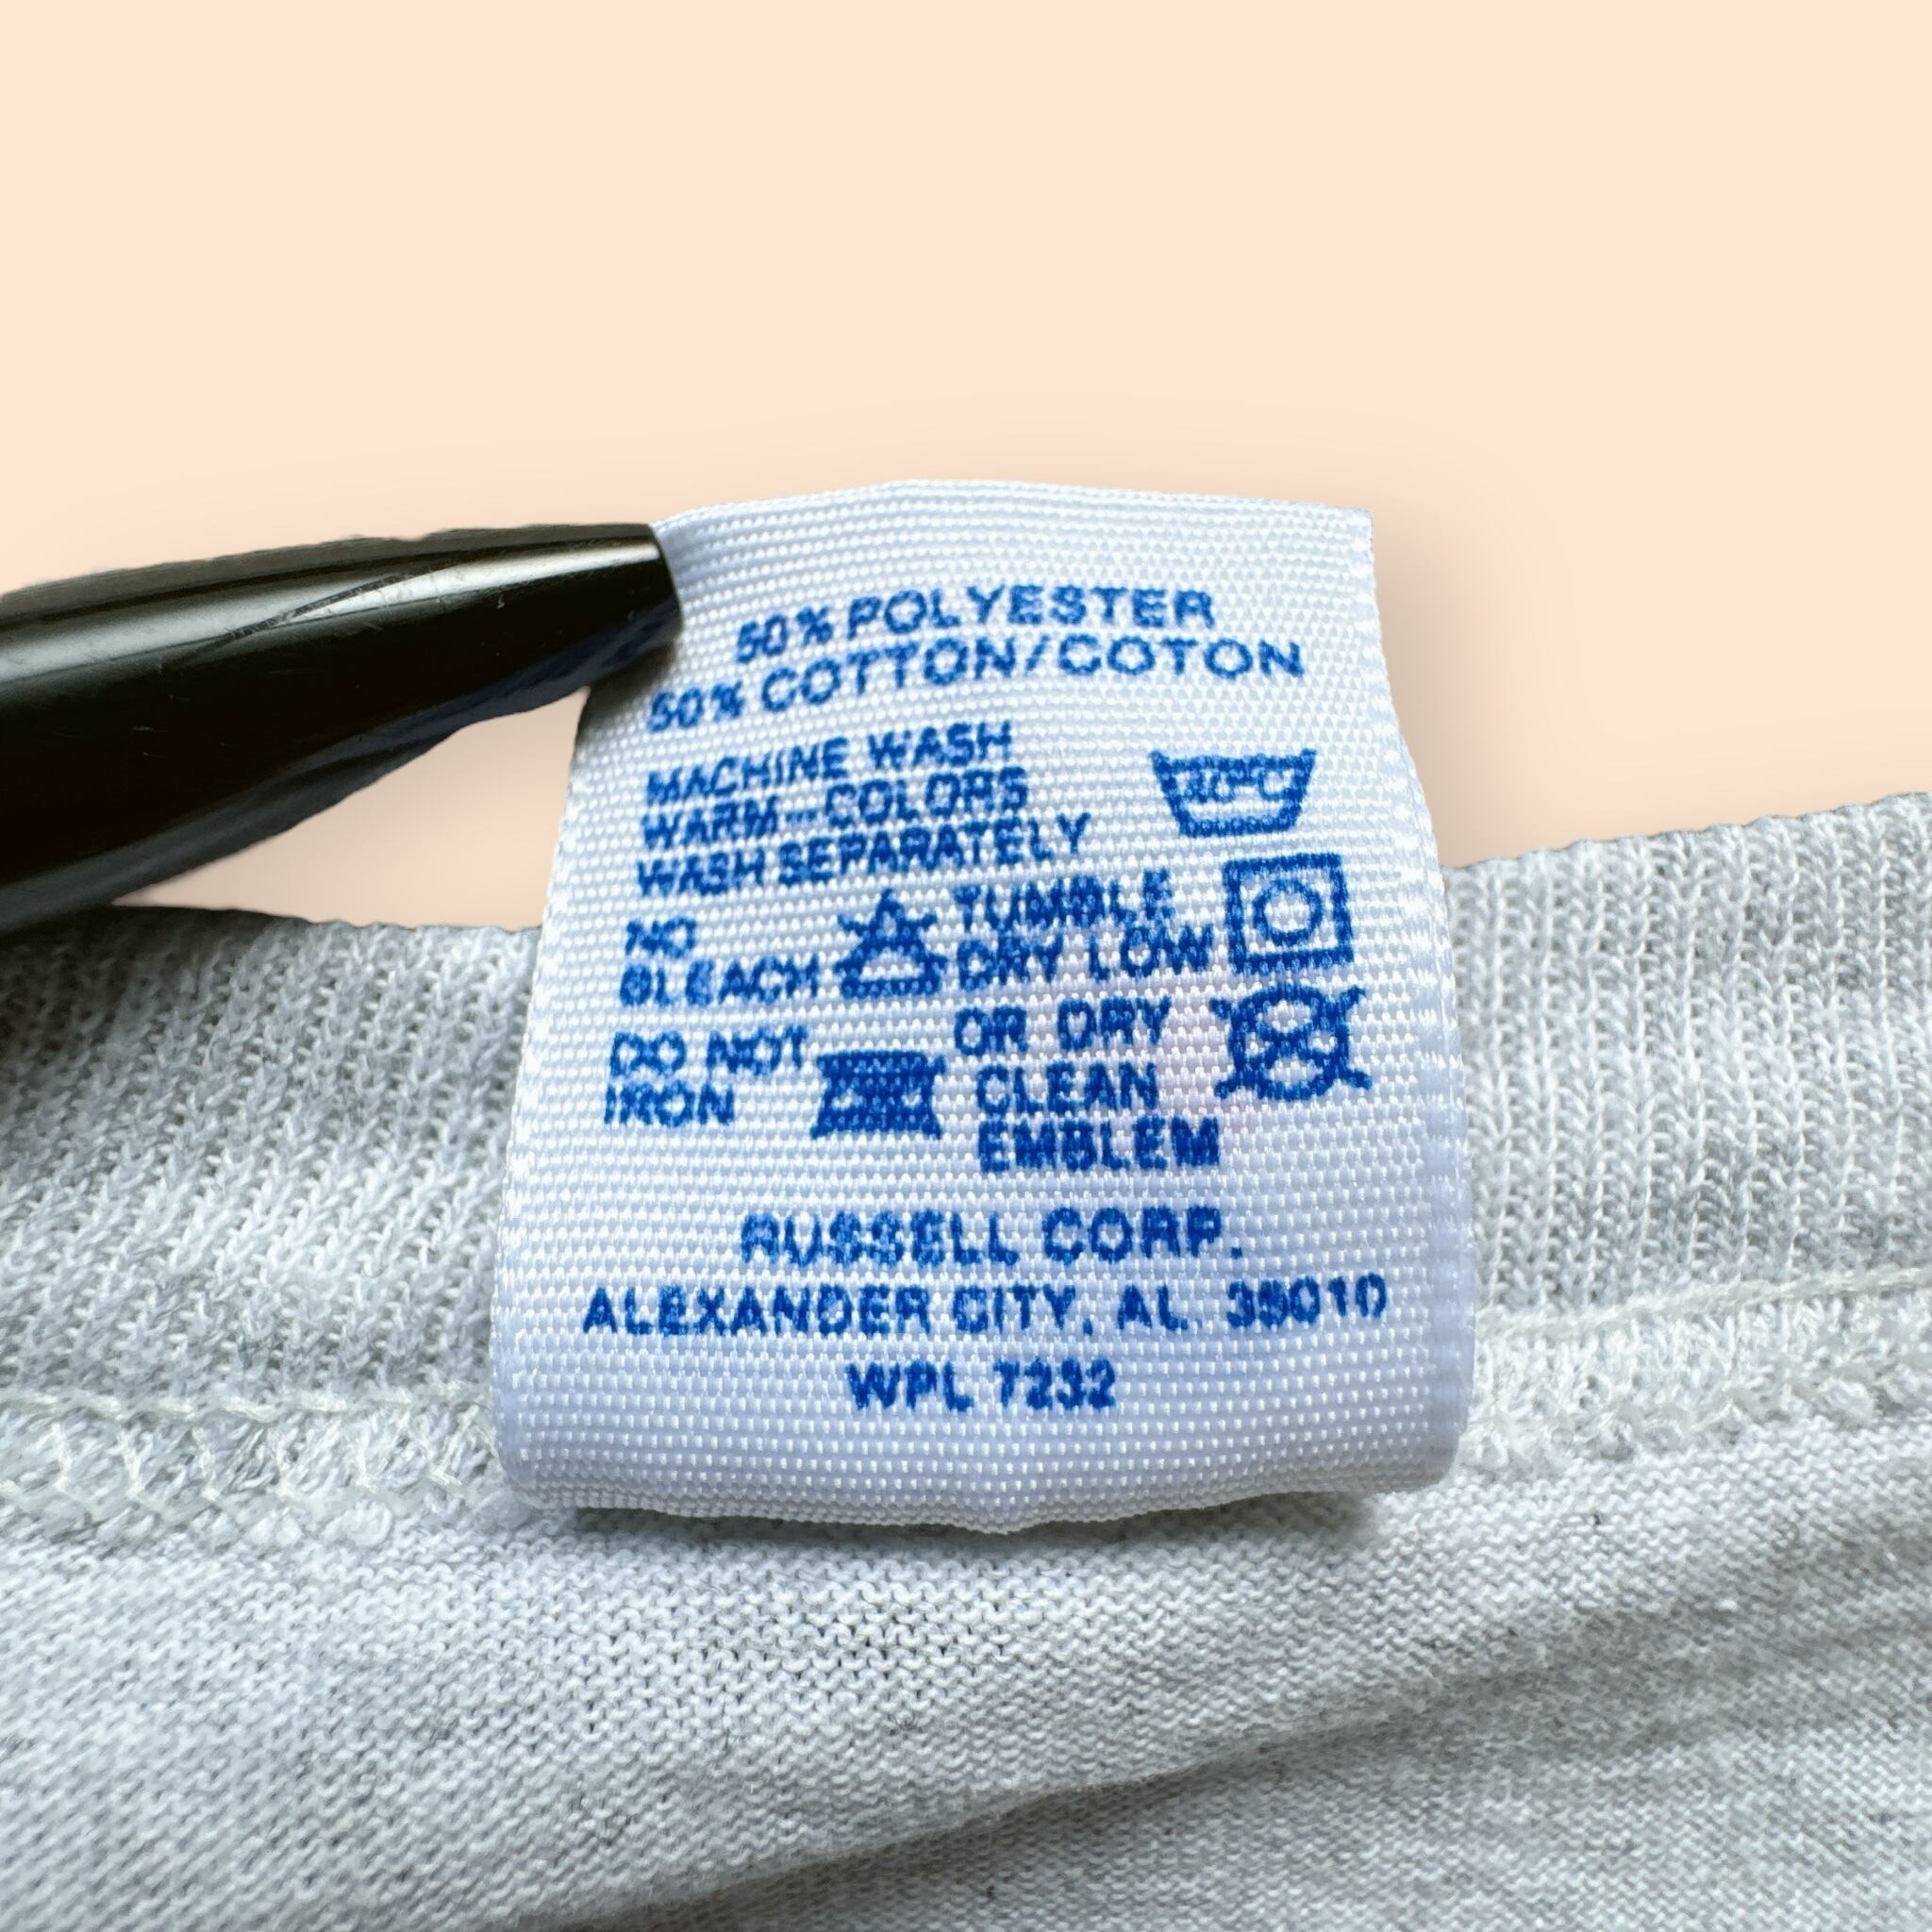 50% POLYESTER
50% COTTON/COTON
MACHINE WASH
WARM—COLORS
WASH SEPARATELY
40°C
NO
BLEACH
TUMBLE
DRY LOW
DO NOT
IRON
OR DRY
CLEAN
EMBLEM
RUSSELL CORP.
ALEXANDER CITY, AL. 35010
WPL 7232